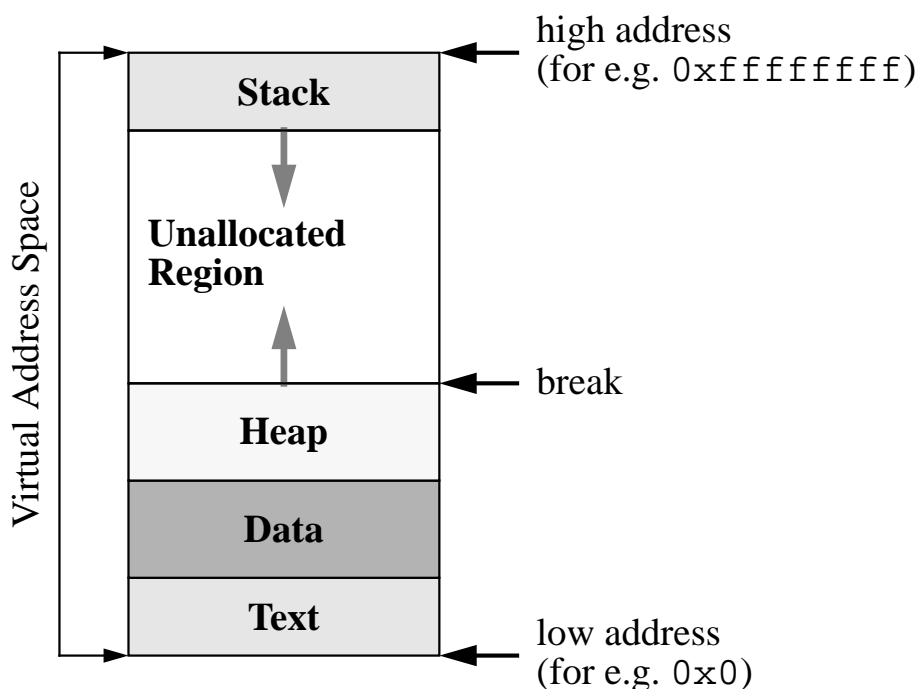 high address
(for e.g. 0xffffffff)
Stack
Unallocated
Region
Virtual Address Space
break
Heap
Data
Text
low address
(for e.g. 0x0)